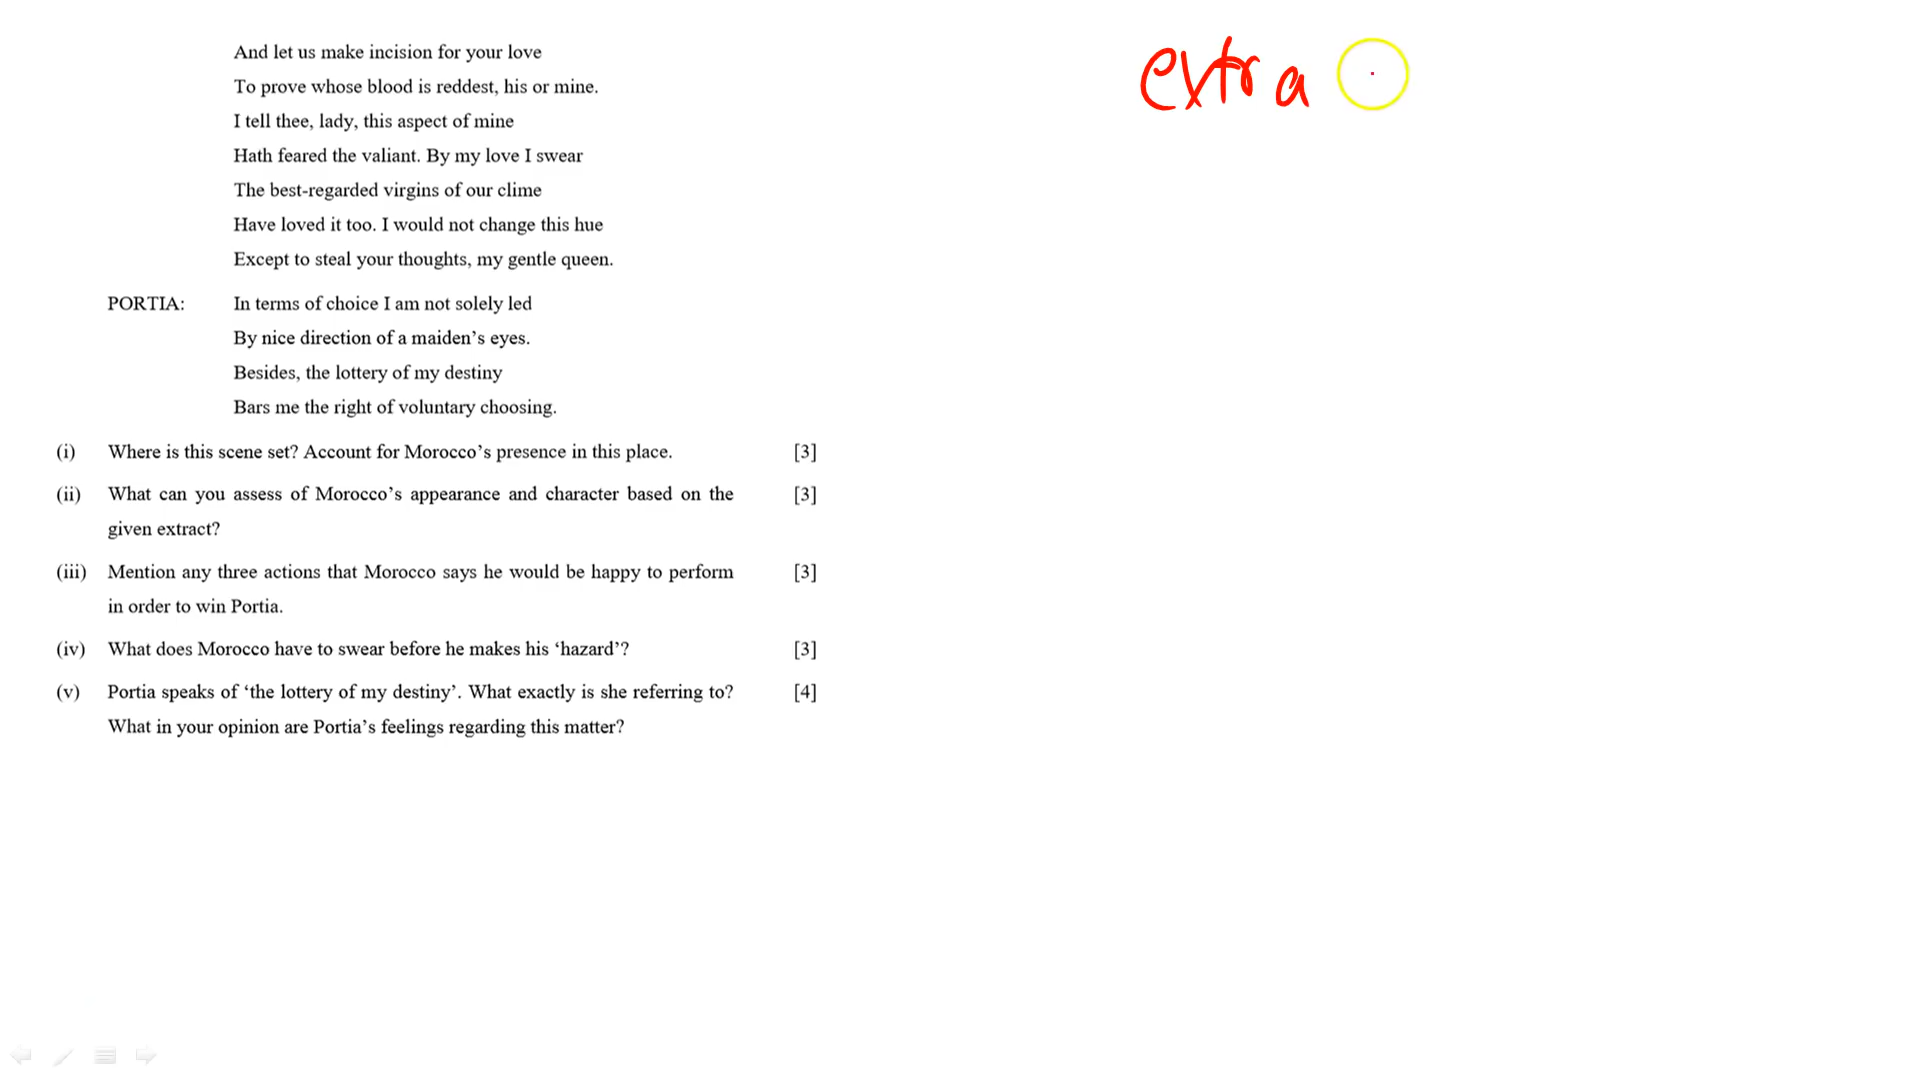 And let us make incision for your love
To prove whose blood is reddest, his or mine.
I tell thee, lady, this aspect of mine
Hath feared the valiant. By my love I swear
The best-regarded virgins of our clime
Have loved it too. I would not change this hue
Except to steal your thoughts, my gentle queen.
PORTIA: In terms of choice I am not solely led
By nice direction of a maiden’s eyes.
Besides, the lottery of my destiny
Bars me the right of voluntary choosing.
(i) Where is this scene set? Account for Morocco’s presence in this place. [3]
(ii) What can you assess of Morocco’s appearance and character based on the [3]
given extract?
(iii) Mention any three actions that Morocco says he would be happy to perform [3]
in order to win Portia.
(iv) What does Morocco have to swear before he makes his ‘hazard’? [3]
(v) Portia speaks of ‘the lottery of my destiny’. What exactly is she referring to? [4]
What in your opinion are Portia’s feelings regarding this matter?
extra